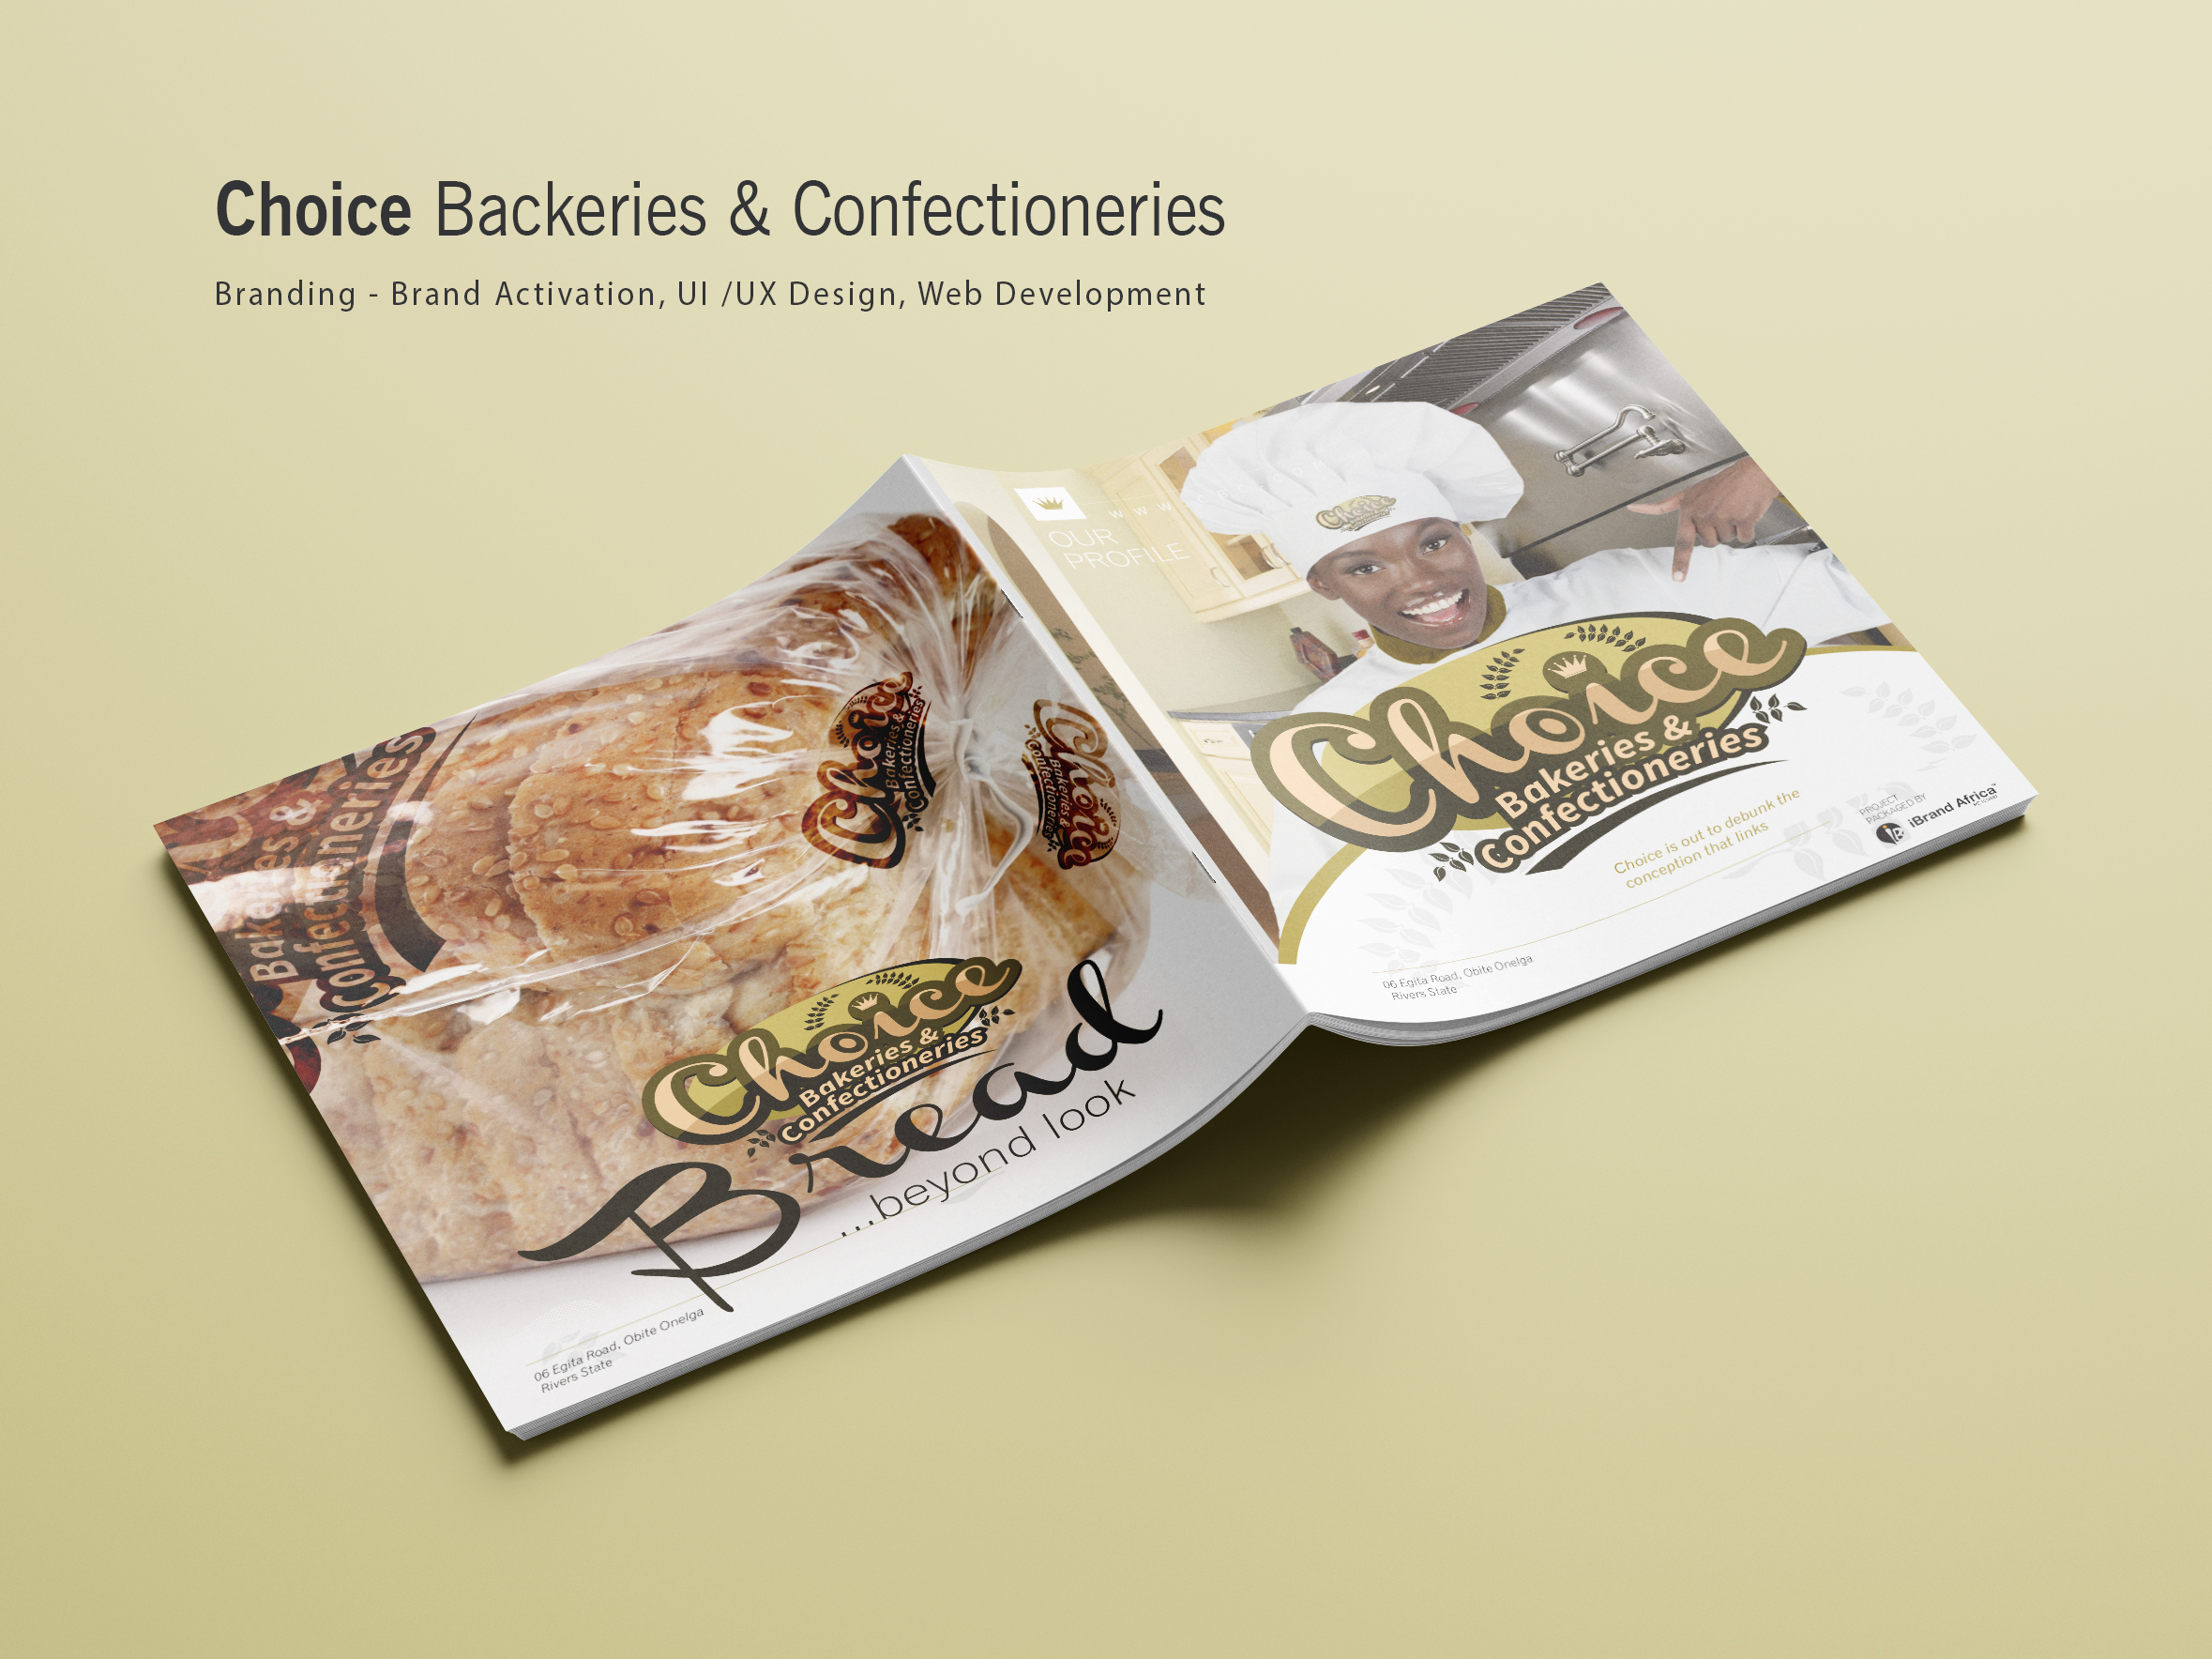 Choice Backeries & Confectioneries
Branding - Brand Activation, UI /UX Design, Web Development
w w w
OUR
PROFILE
Choice
Choice
Bakeries &
Confectioneries
Choice is out to debunk the
conception that links
PROJECT
PACKAGED BY
iBrand Africa
06 Egita Road, Obite Onelga
Rivers State
Bakeries &
Confectioneries
Choice
Bakeries &
Confectioneries
Choice
Bakeries &
Confectioneries
Choice
Bakeries &
Confectioneries
Bread
...beyond look
06 Egita Road, Obite Onelga
Rivers State